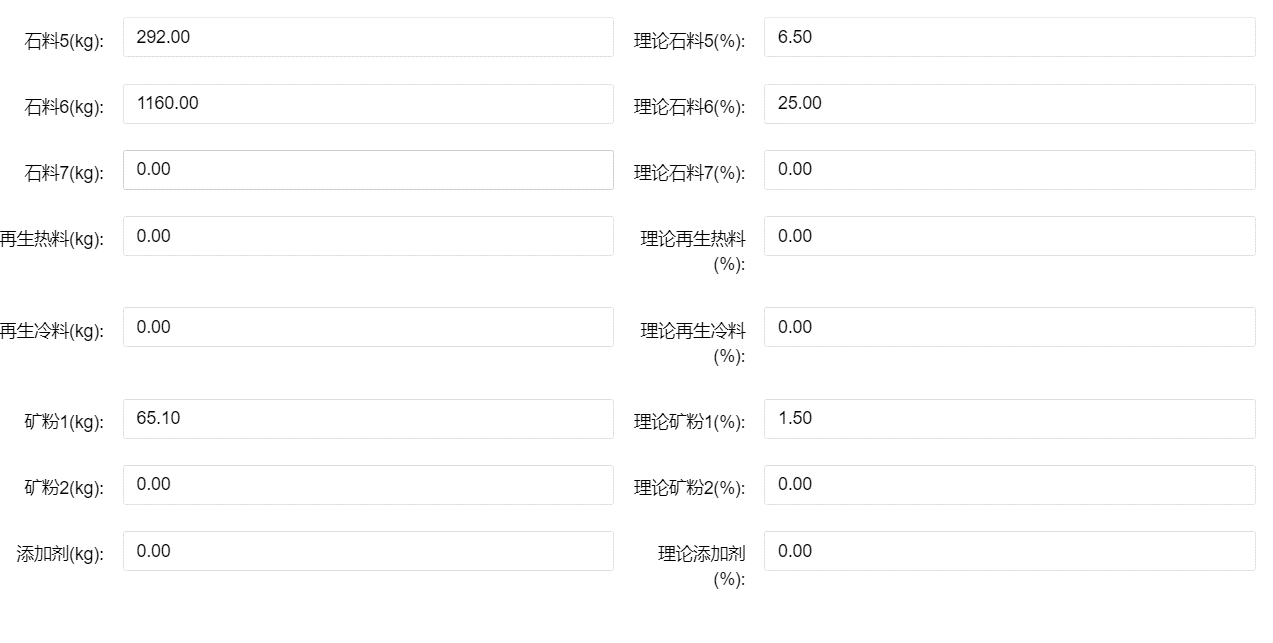 石料5(kg): 292.00 理论石料5(%): 6.50
石料6(kg): 1160.00 理论石料6(%): 25.00
石料7(kg): 0.00 理论石料7(%): 0.00
再生热料(kg): 0.00 理论再生热料 0.00
(%):
再生冷料(kg): 0.00 理论再生冷料 0.00
(%):
矿粉1(kg): 65.10 理论矿粉1(%): 1.50
矿粉2(kg): 0.00 理论矿粉2(%): 0.00
添加剂(kg): 0.00 理论添加剂 0.00
(%):